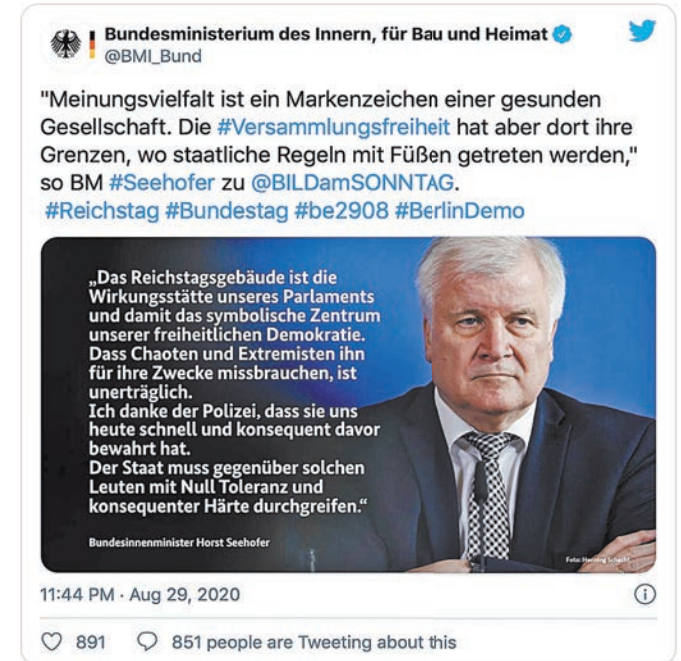 Bundesministerium des Innern, für Bau und Heimat
@BMI_Bund
"Meinungsvielfalt ist ein Markenzeichen einer gesunden
Gesellschaft. Die #Versammlungsfreiheit hat aber dort ihre
Grenzen, wo staatliche Regeln mit Füßen getreten werden,"
so BM #Seehofer zu @BILDamSONNTAG.
#Reichstag #Bundestag #be2908 #BerlinDemo
„Das Reichstagsgebäude ist die
Wirkungsstätte unseres Parlaments
und damit das symbolische Zentrum
unserer freiheitlichen Demokratie.
Dass Chaoten und Extremisten ihn
für ihre Zwecke missbrauchen, ist
unerträglich.
Ich danke der Polizei, dass sie uns
heute schnell und konsequent davor
bewahrt hat.
Der Staat muss gegenüber solchen
Leuten mit Null Toleranz und
konsequenter Härte durchgreifen.“
Bundesinnenminister Horst Seehofer
Foto: Henning Schacht
11:44 PM · Aug 29, 2020
891 851 people are Tweeting about this